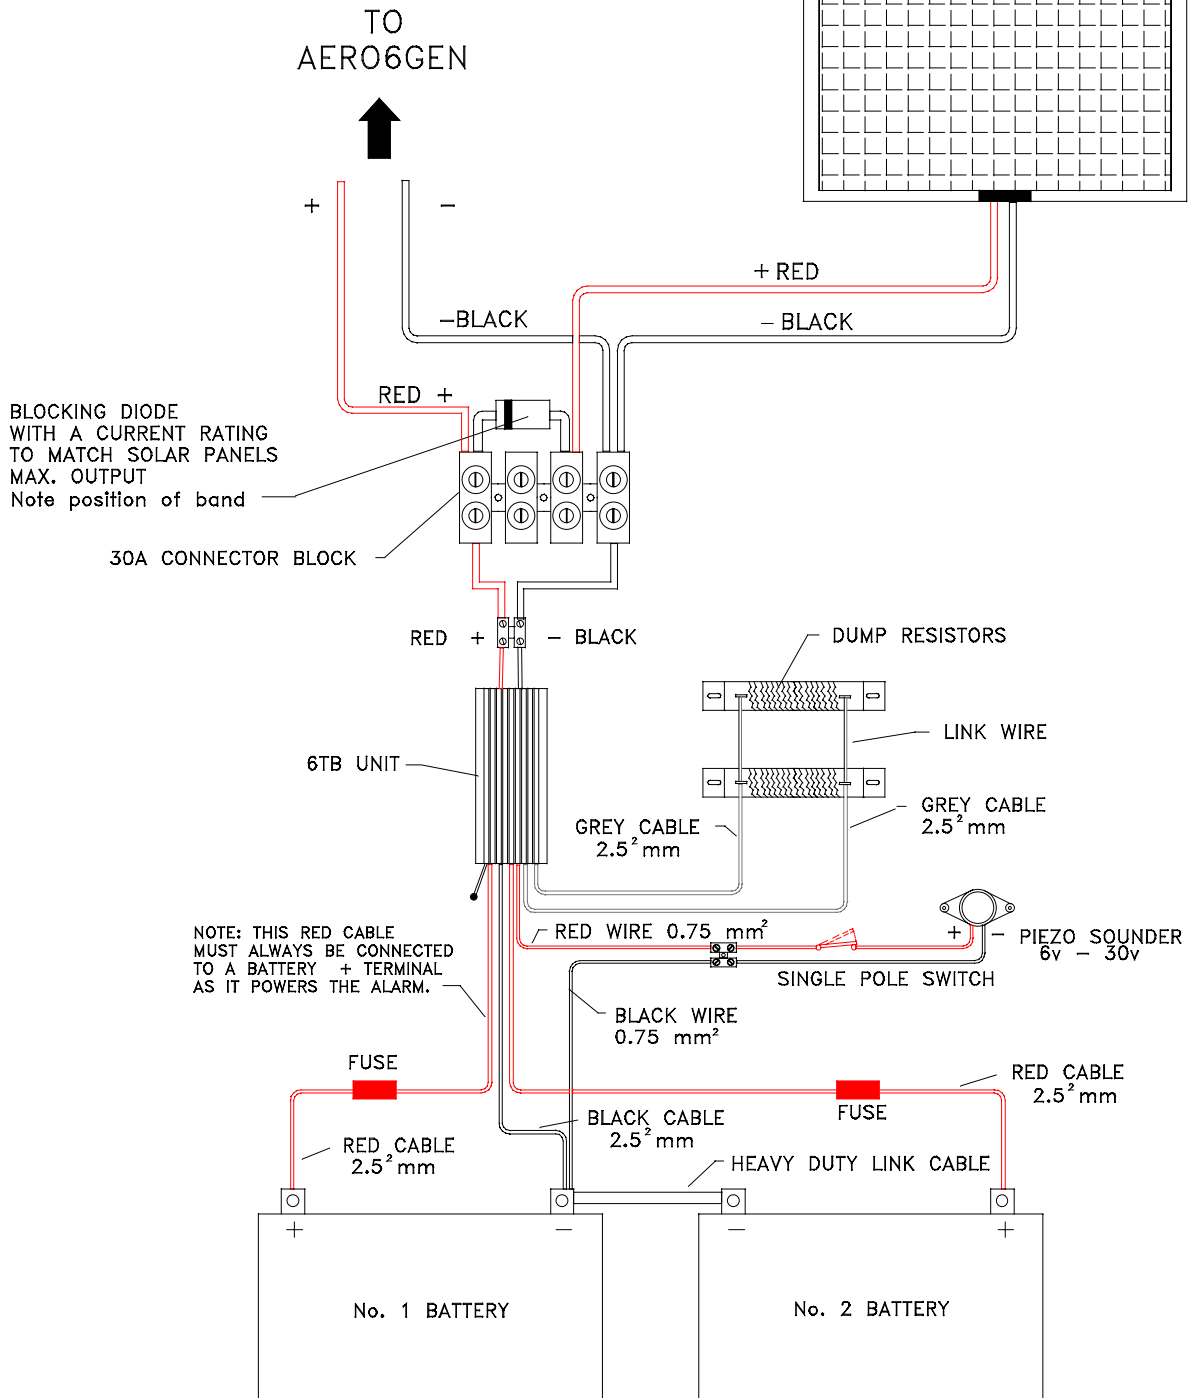 TO
AERO6GEN
+
−
+ RED
−BLACK
− BLACK
RED +
BLOCKING DIODE
WITH A CURRENT RATING
TO MATCH SOLAR PANELS
MAX. OUTPUT
Note position of band
30A CONNECTOR BLOCK
RED +
− BLACK
DUMP RESISTORS
LINK WIRE
6TB UNIT
GREY CABLE
2.5²mm
GREY CABLE
2.5²mm
NOTE: THIS RED CABLE
MUST ALWAYS BE CONNECTED
TO A BATTERY + TERMINAL
AS IT POWERS THE ALARM.
RED WIRE 0.75 mm²
+
−
PIEZO SOUNDER
6v − 30v
SINGLE POLE SWITCH
BLACK WIRE
0.75 mm²
FUSE
RED CABLE
2.5²mm
FUSE
BLACK CABLE
2.5²mm
RED CABLE
2.5²mm
HEAVY DUTY LINK CABLE
+
−
−
+
No. 1 BATTERY
No. 2 BATTERY